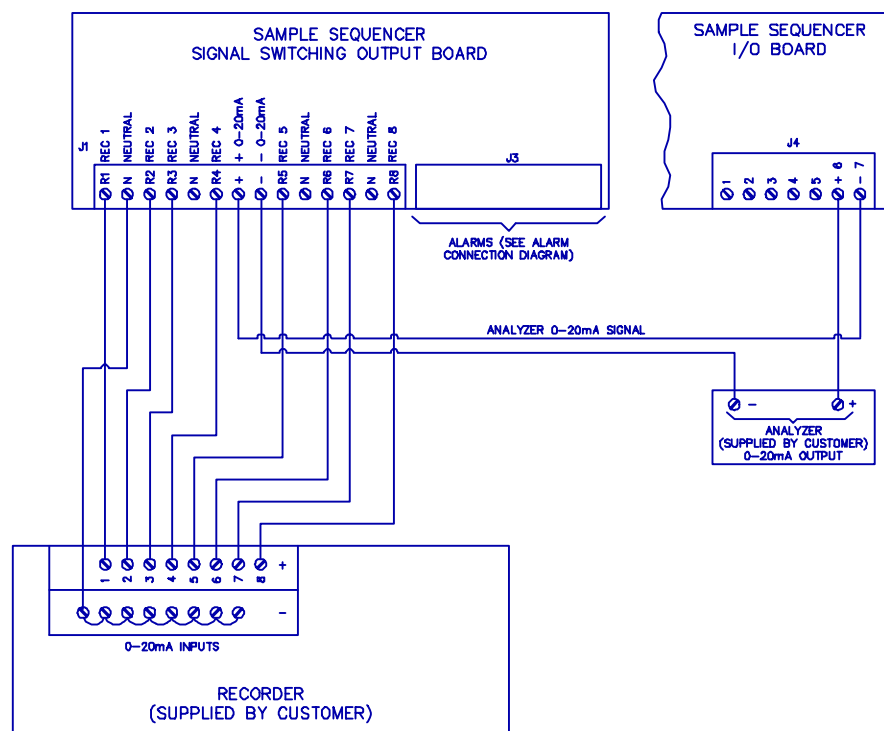 SAMPLE SEQUENCER
SIGNAL SWITCHING OUTPUT BOARD
SAMPLE SEQUENCER
I/O BOARD
J1
REC 1
NEUTRAL
REC 2
REC 3
NEUTRAL
REC 4
+ 0-20mA
- 0-20mA
REC 5
NEUTRAL
REC 6
REC 7
NEUTRAL
REC 8
R1
N
R2
R3
N
R4
+
-
R5
N
R6
R7
N
R8
J3
J4
1
2
3
4
5
+ 6
- 7
ALARMS (SEE ALARM
CONNECTION DIAGRAM)
ANALYZER 0-20mA SIGNAL
- +
ANALYZER
(SUPPLIED BY CUSTOMER)
0-20mA OUTPUT
1 2 3 4 5 6 7 8 +
-
0-20mA INPUTS
RECORDER
(SUPPLIED BY CUSTOMER)